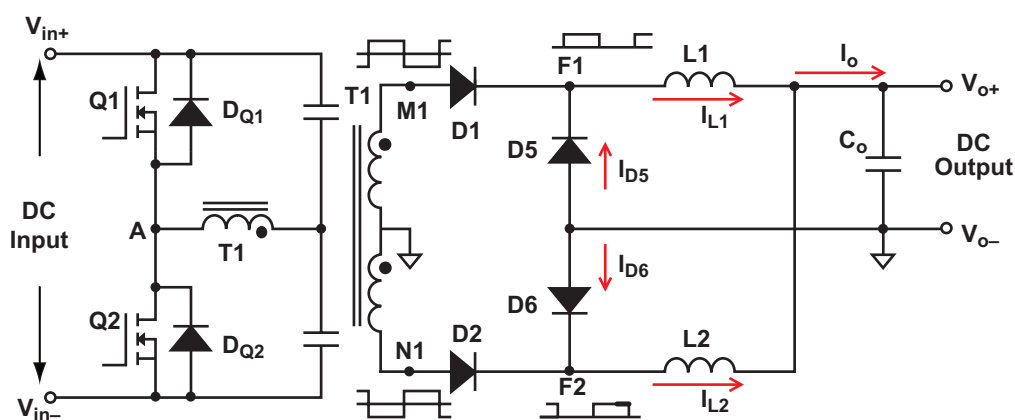 Vin+
F1
L1
Io
Vo+
Q1
DQ1
T1
M1
D1
IL1
D5
ID5
Co
DC
Output
DC
Input
A
T1
Vo–
ID6
Q2
DQ2
D6
D2
N1
L2
F2
IL2
Vin–